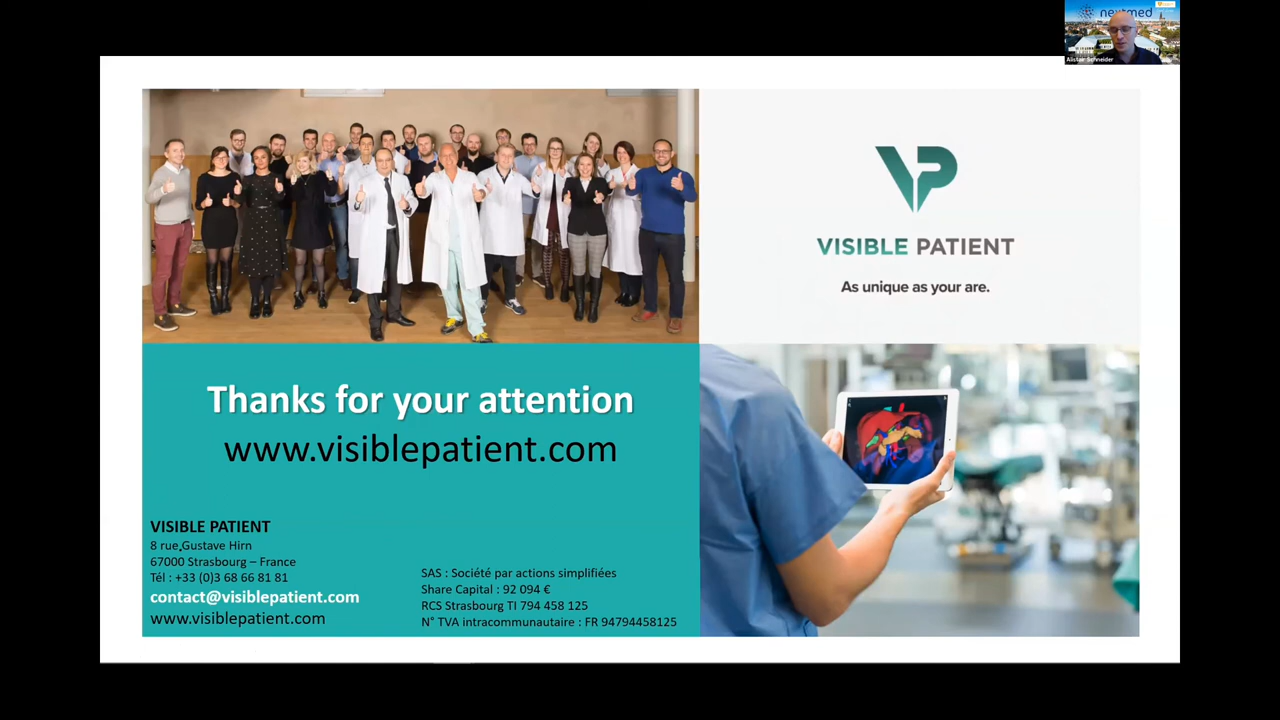 nextmed
Alistair Schneider
VP
VISIBLE PATIENT
As unique as your are.
Thanks for your attention
www.visiblepatient.com
VISIBLE PATIENT
8 rue Gustave Hirn
67000 Strasbourg – France
Tél : +33 (0)3 68 66 81 81
contact@visiblepatient.com
www.visiblepatient.com
SAS : Société par actions simplifiées
Share Capital : 92 094 €
RCS Strasbourg TI 794 458 125
N° TVA intracommunautaire : FR 94794458125